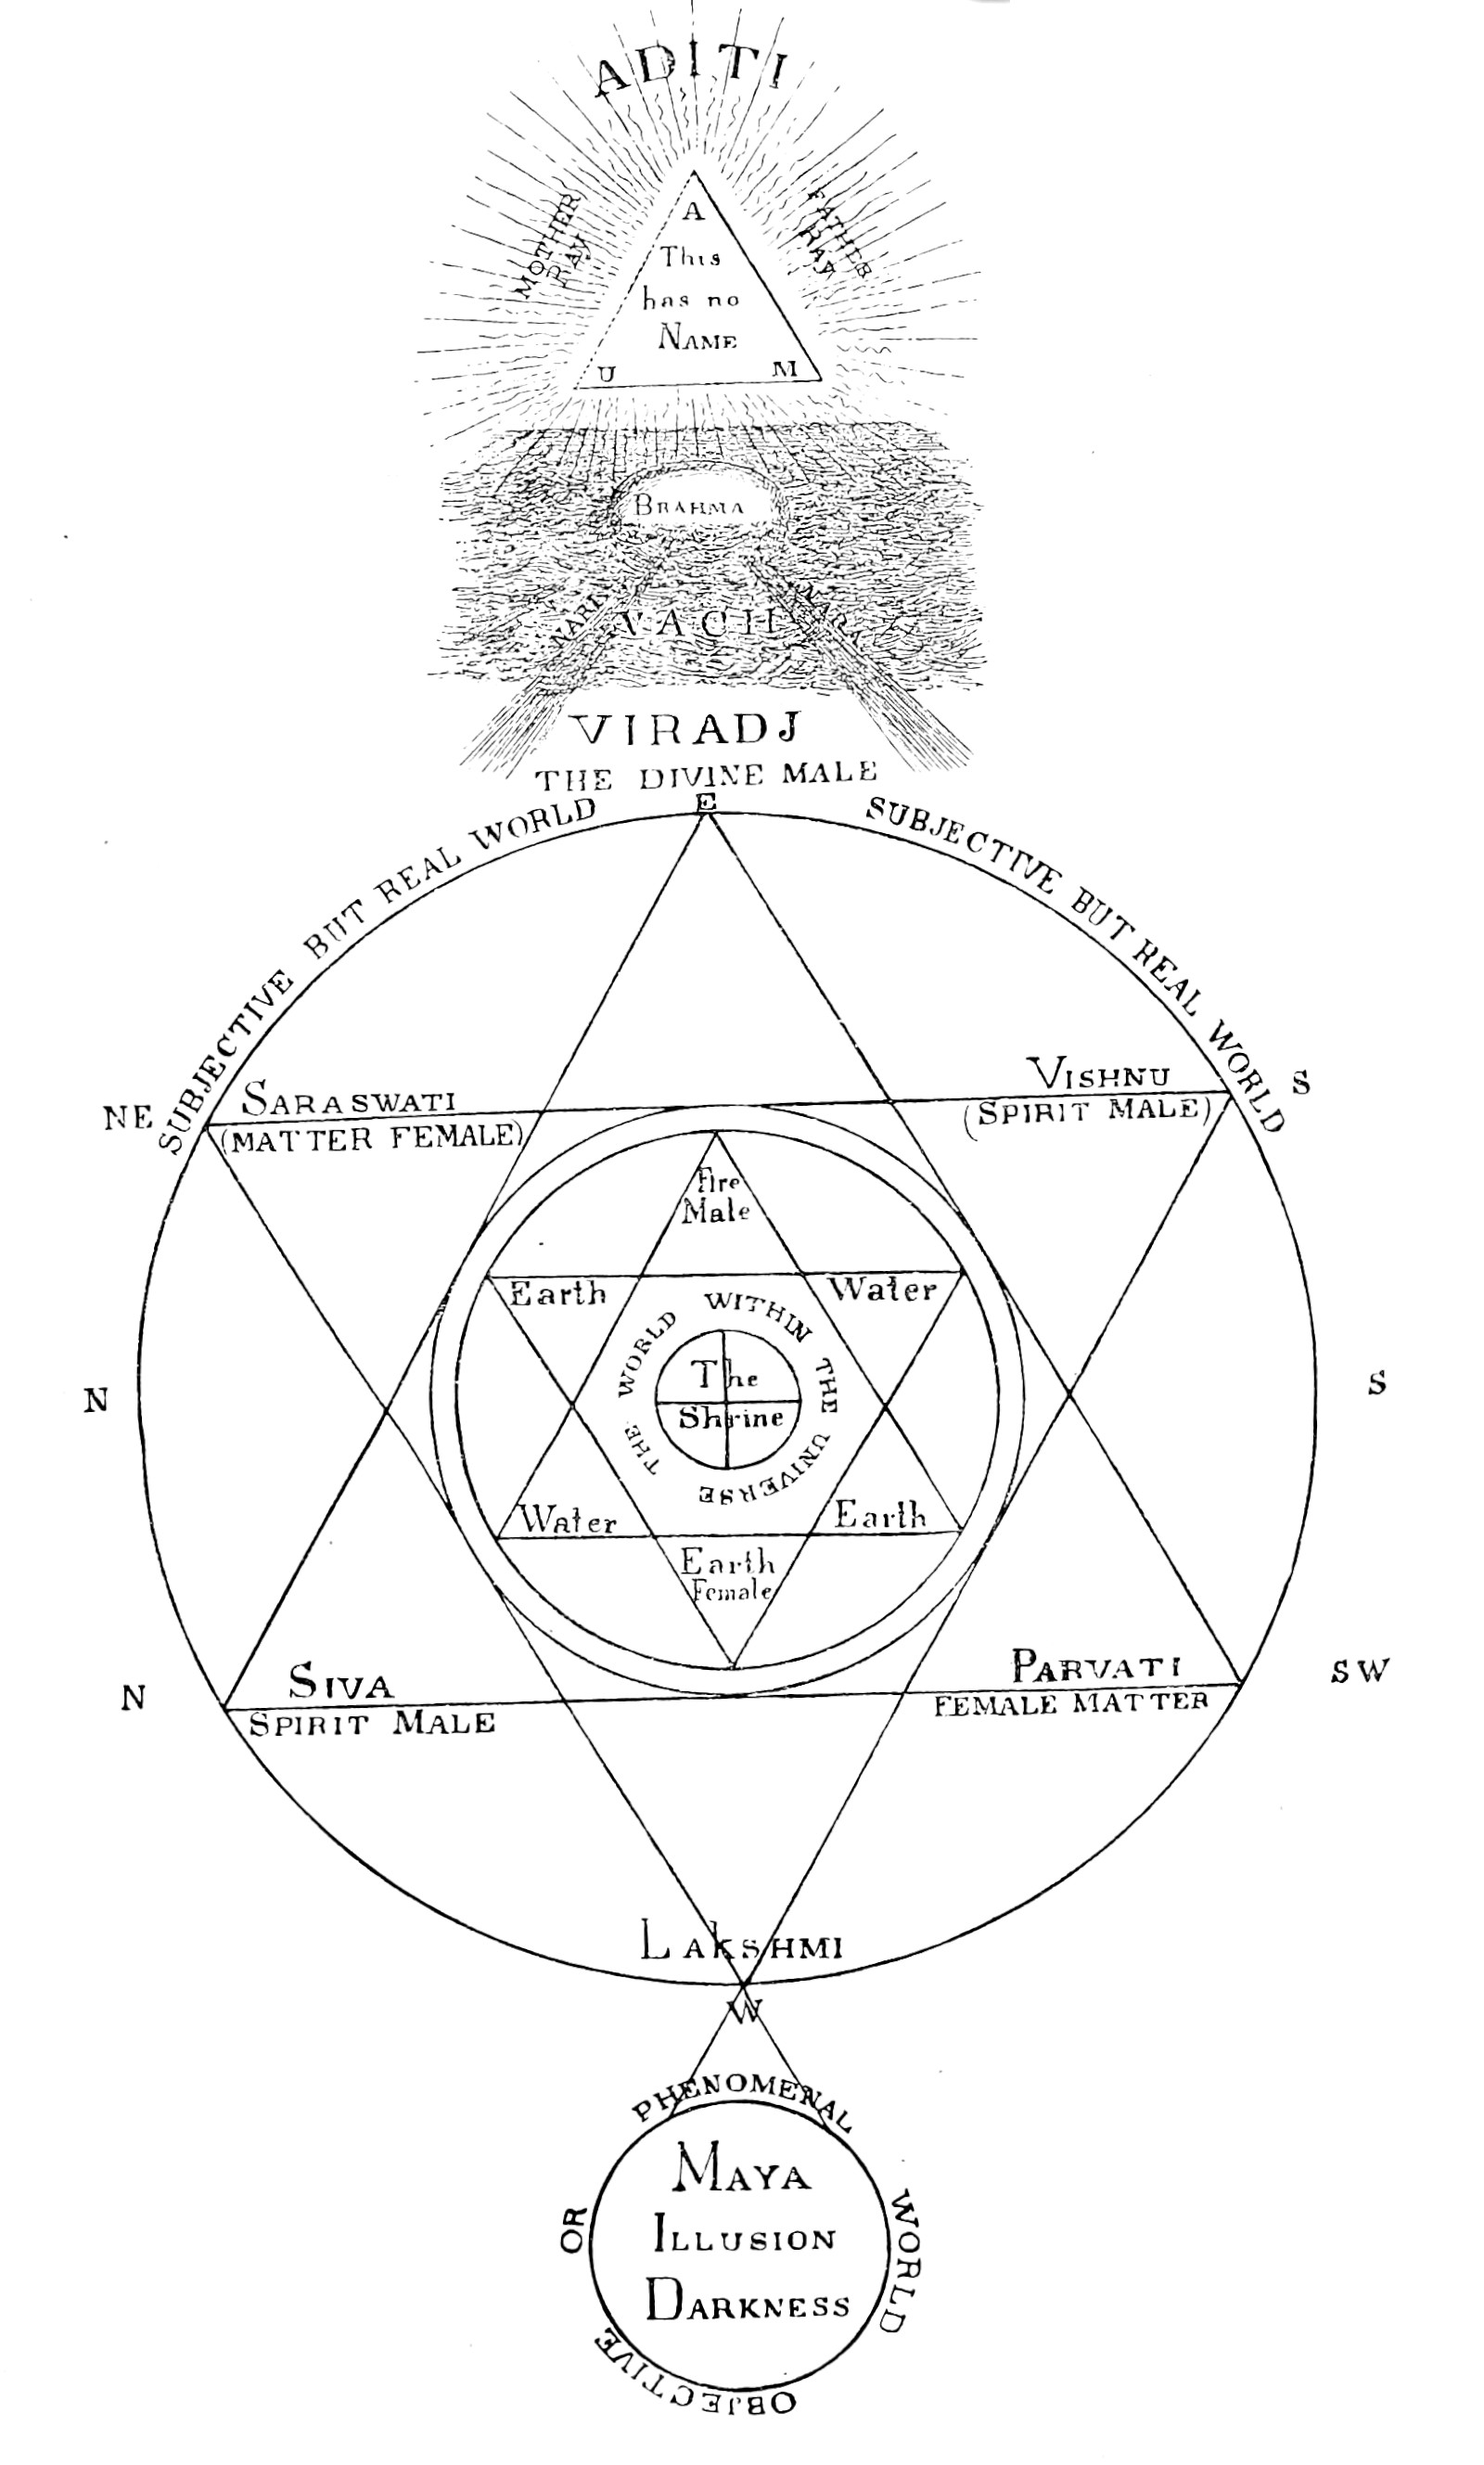 ADITI
MOTHER RAY
FATHER RAY
A
This
has no
NAME
U M
BRAHMA
NARI
VACH
NARA
VIRADJ
THE DIVINE MALE
E
SUBJECTIVE BUT REAL WORLD
SUBJECTIVE BUT REAL WORLD
NE
SARASWATI
(MATTER FEMALE)
VISHNU
(SPIRIT MALE)
S
Fire
Male
Earth
Water
THE WORLD WITHIN THE UNIVERSE
The
Shrine
N
S
Water
Earth
Earth
Female
N
SIVA
SPIRIT MALE
PARVATI
FEMALE MATTER
SW
LAKSHMI
W
PHENOMENAL WORLD
OR OBJECTIVE
MAYA
ILLUSION
DARKNESS